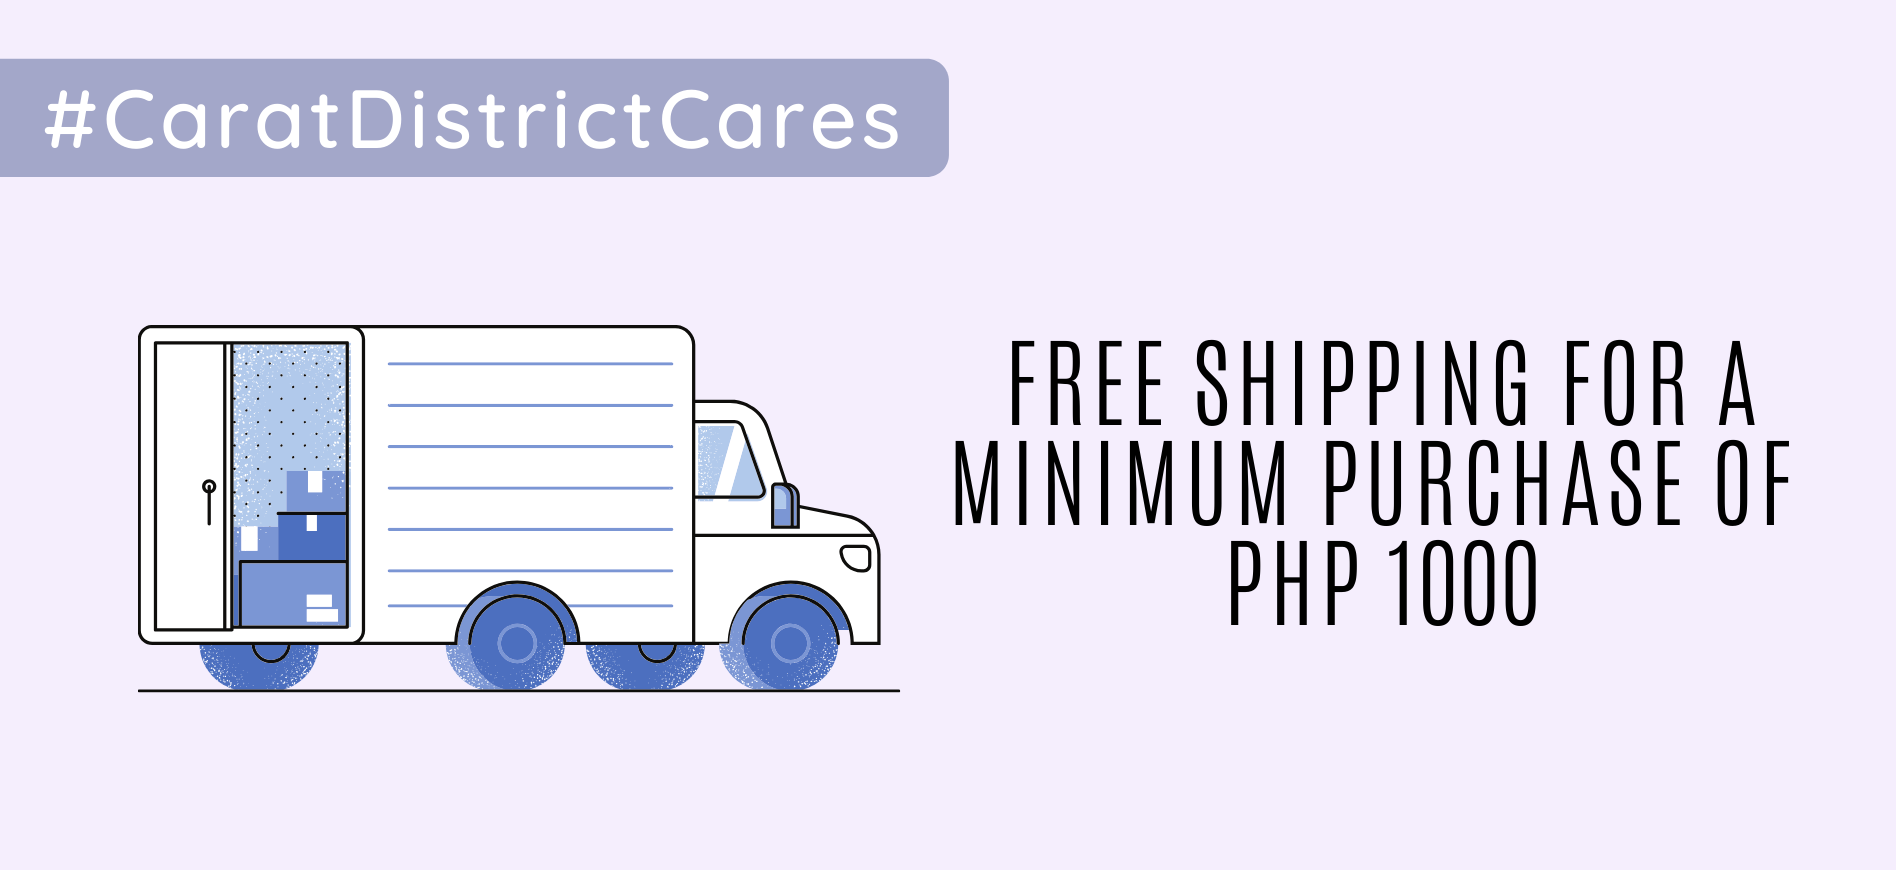 #CaratDistrictCares
FREE SHIPPING FOR A
MINIMUM PURCHASE OF
PHP 1000